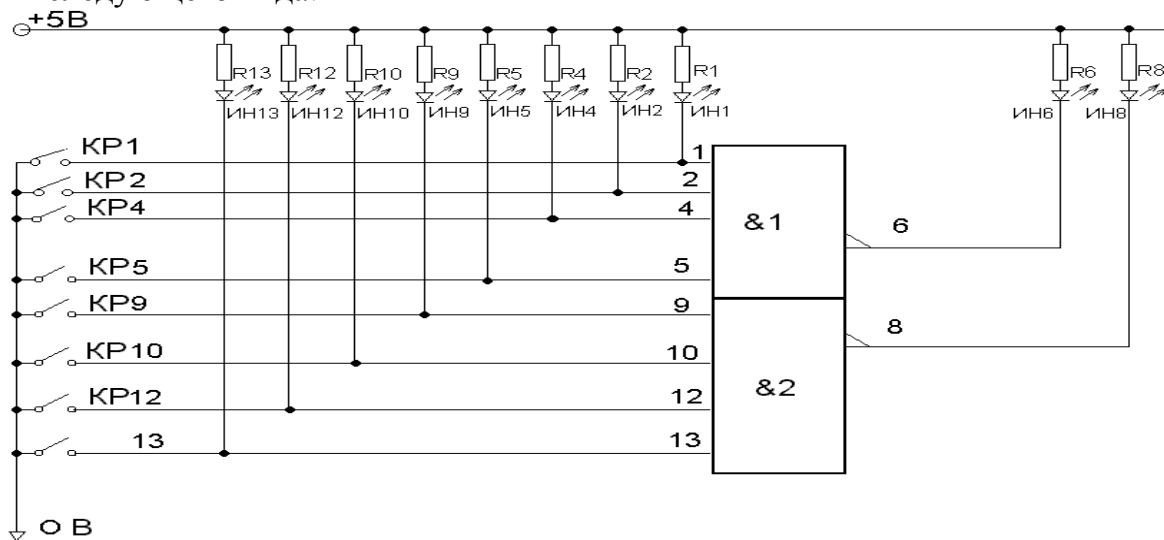 +5В
R13 R12 R10 R9 R5 R4 R2 R1 R6 R8
ИН13 ИН12 ИН10 ИН9 ИН5 ИН4 ИН2 ИН1 ИН6 ИН8
КР1 1
КР2 2
КР4 4
&1 6
КР5 5
КР9 9
8
КР10 10
&2
КР12 12
13 13
О В